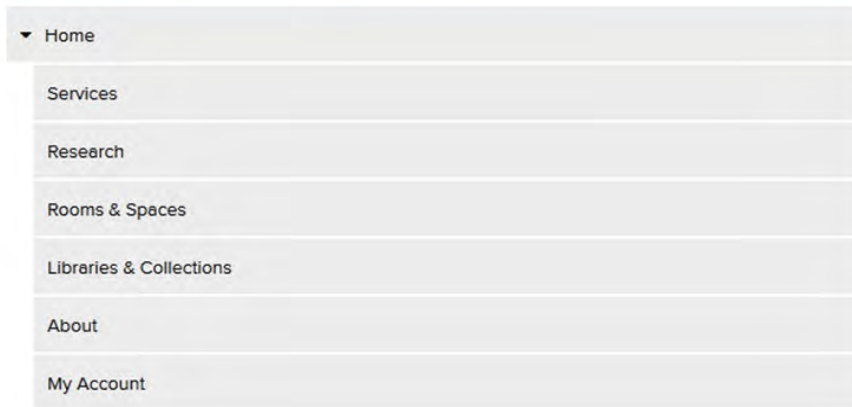 Home
Services
Research
Rooms & Spaces
Libraries & Collections
About
My Account